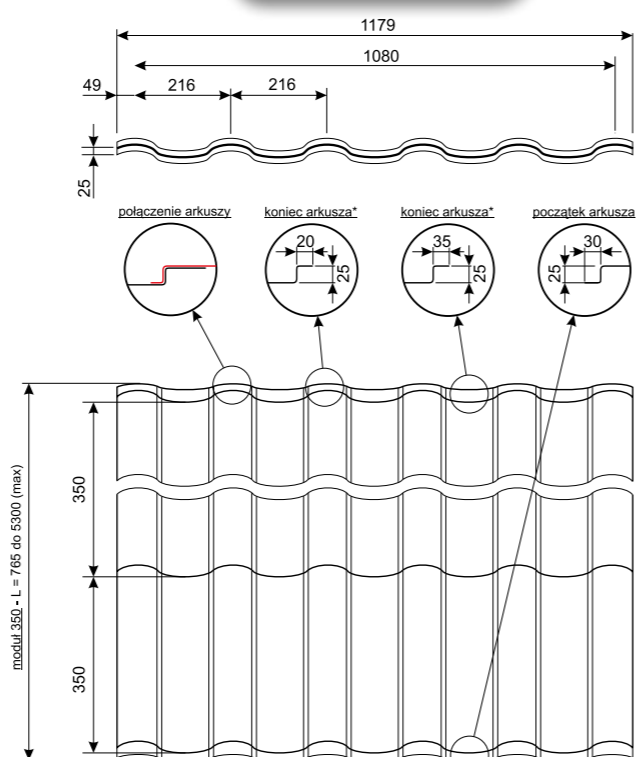 1179
1080
49
216
216
25
połączenie arkuszy
koniec arkusza*
koniec arkusza*
początek arkusza
20
25
35
25
30
25
350
350
moduł 350 - L = 765 do 5300 (max)